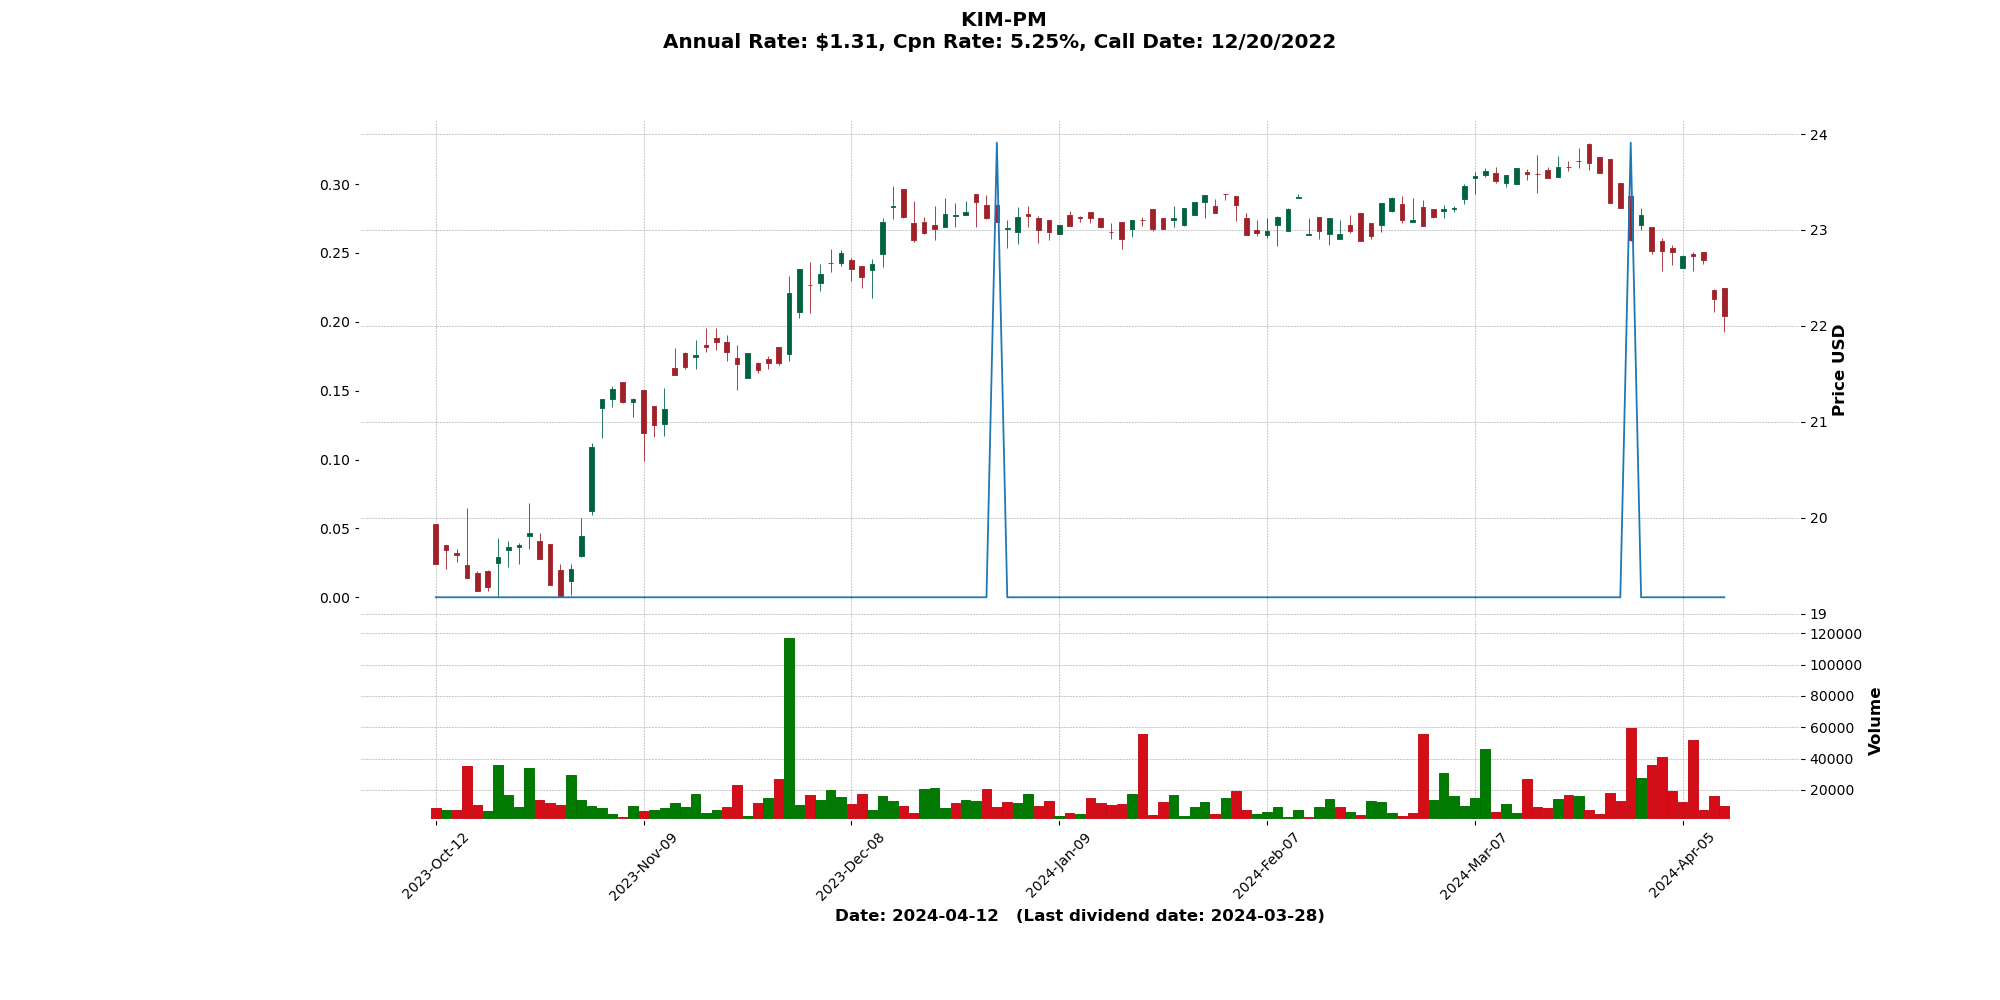 KIM-PM
Annual Rate: $1.31, Cpn Rate: 5.25%, Call Date: 12/20/2022
0.30
0.25
0.20
0.15
0.10
0.05
0.00
24
23
22
21
20
19
Price USD
120000
100000
80000
60000
40000
20000
Volume
2023-Oct-12
2023-Nov-09
2023-Dec-08
2024-Jan-09
2024-Feb-07
2024-Mar-07
2024-Apr-05
Date: 2024-04-12 (Last dividend date: 2024-03-28)